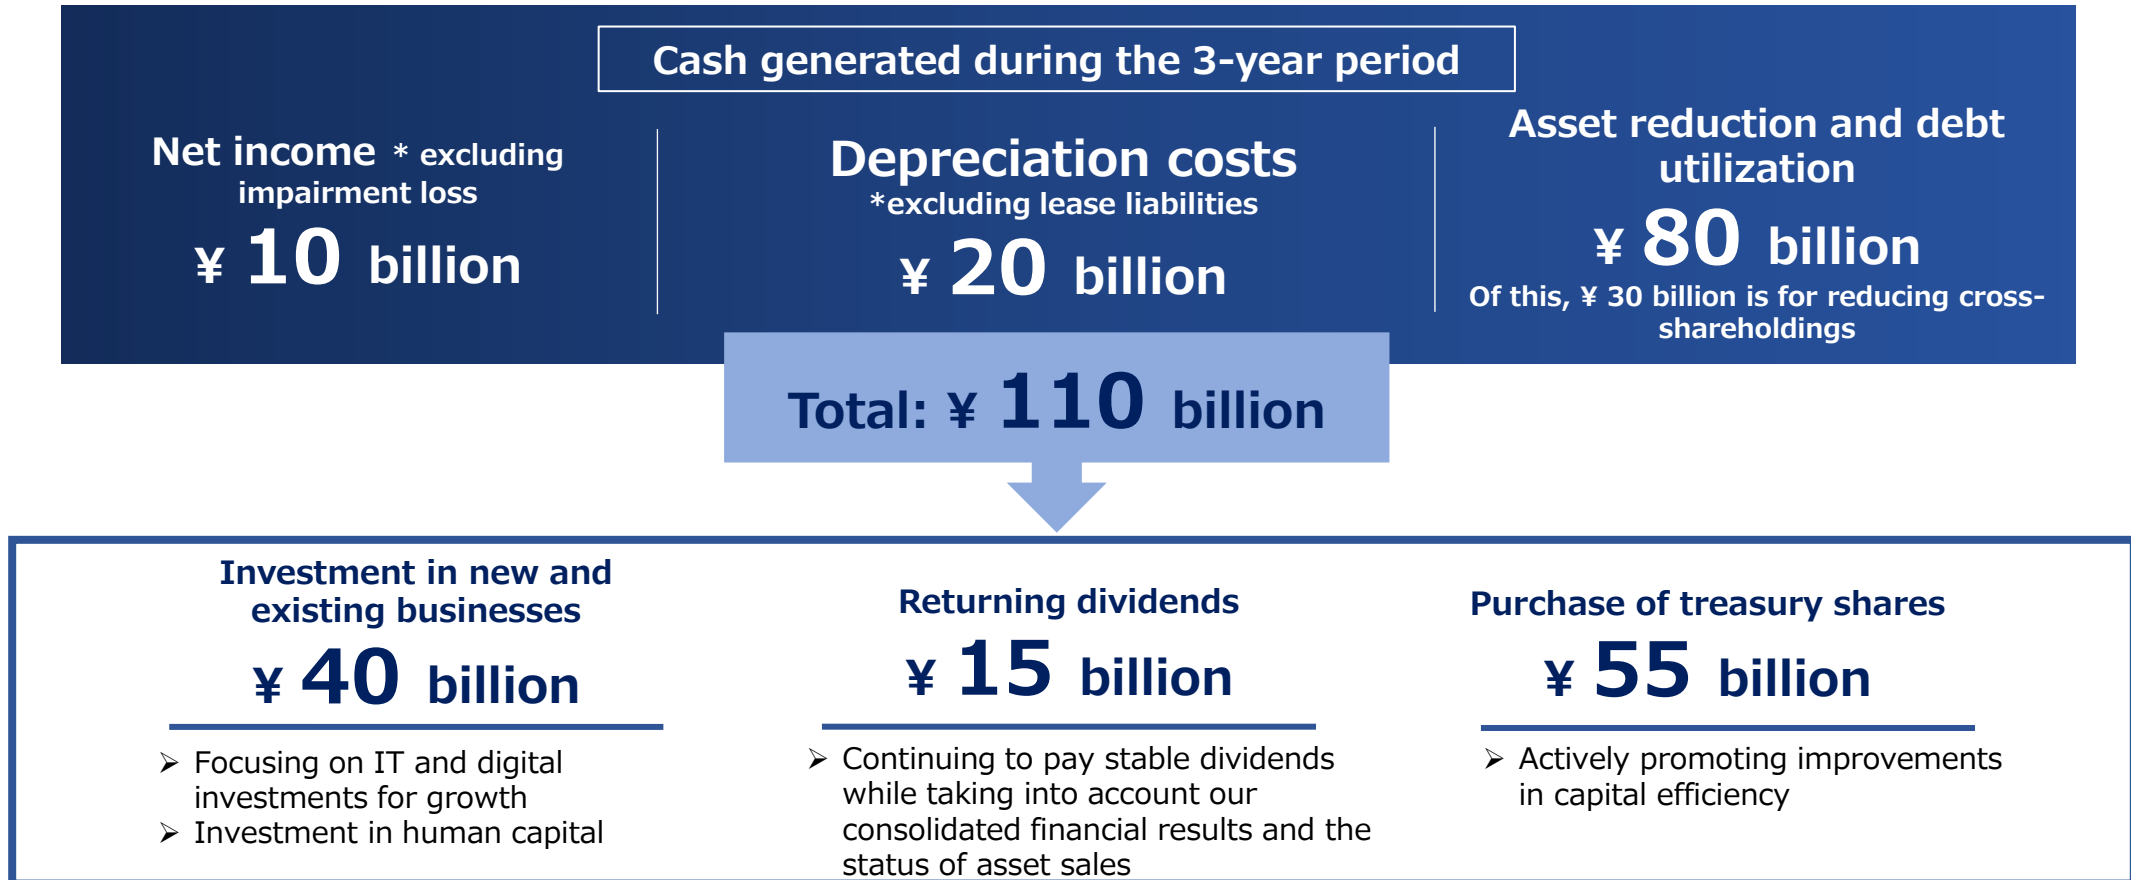 Cash generated during the 3-year period
Net income * excluding
impairment loss
¥ 10 billion
Depreciation costs
*excluding lease liabilities
¥ 20 billion
Asset reduction and debt
utilization
¥ 80 billion
Of this, ¥ 30 billion is for reducing cross-
shareholdings
Total: ¥ 110 billion
Investment in new and
existing businesses
¥ 40 billion
➢ Focusing on IT and digital
investments for growth
➢ Investment in human capital
Returning dividends
¥ 15 billion
➢ Continuing to pay stable dividends
while taking into account our
consolidated financial results and the
status of asset sales
Purchase of treasury shares
¥ 55 billion
➢ Actively promoting improvements
in capital efficiency